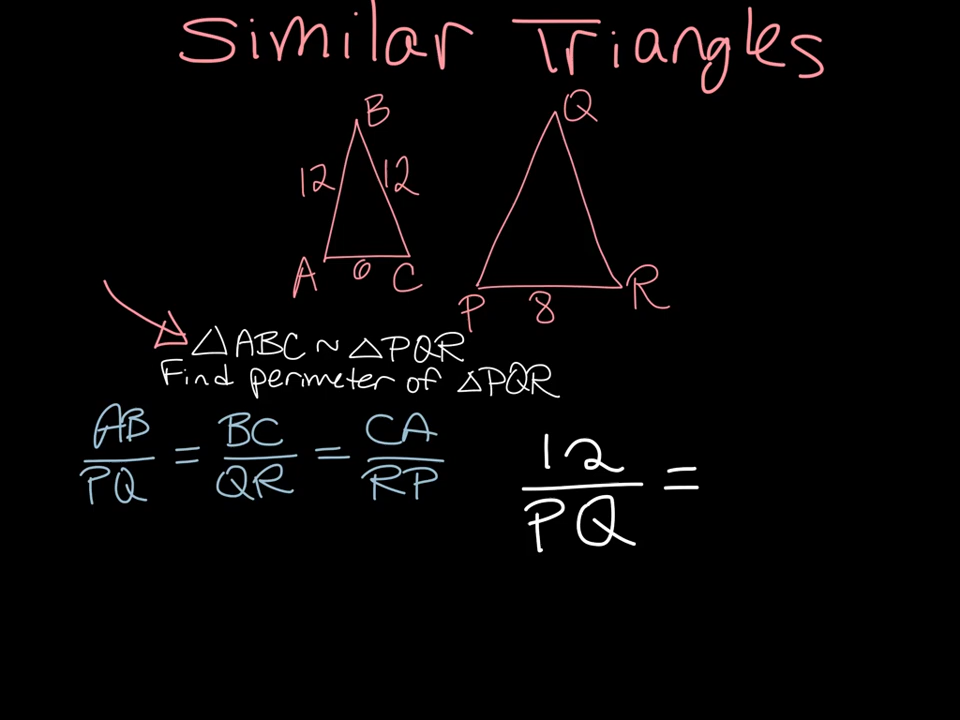 Similar Triangles
B
Q
12
12
A
6
C
P
8
R
△ABC ~ △PQR
Find perimeter of △PQR
AB/PQ = BC/QR = CA/RP
12/PQ =